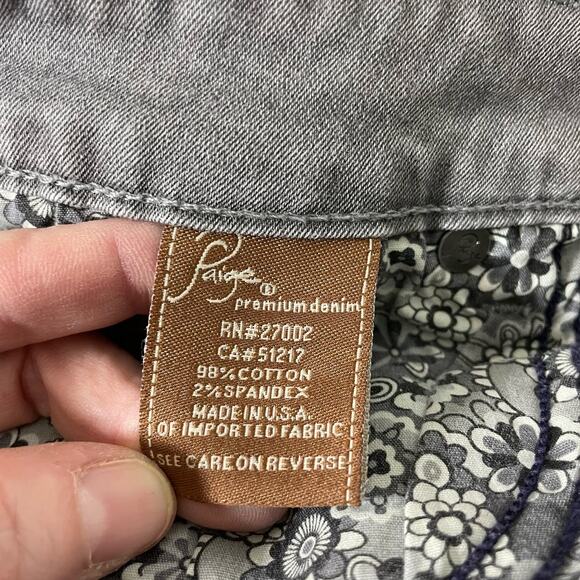 Paige®
premium denim
RN#27002
CA#51217
98%COTTON
2%SPANDEX
MADE IN U.S.A.
OF IMPORTED FABRIC
SEE CARE ON REVERSE